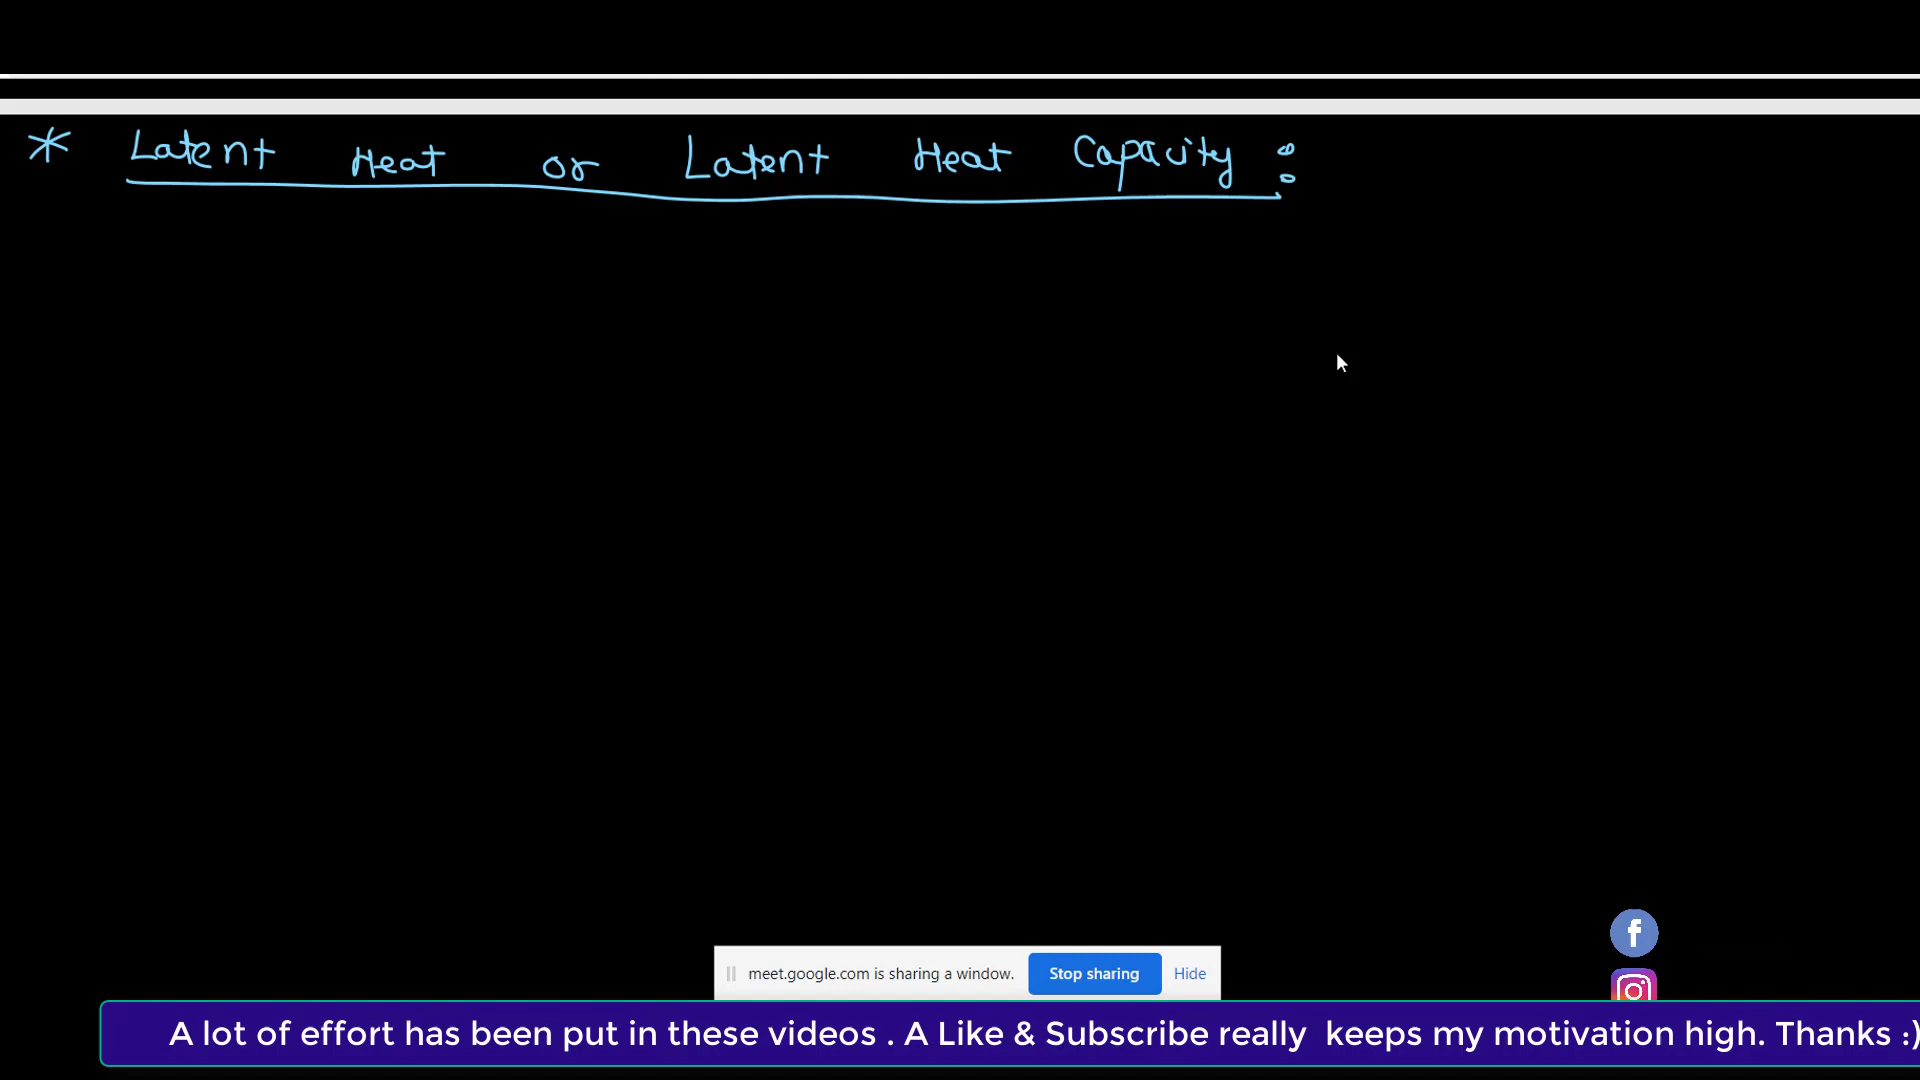 * Latent Heat or Latent Heat Capacity :
meet.google.com is sharing a window. Stop sharing Hide
A lot of effort has been put in these videos . A Like & Subscribe really keeps my motivation high. Thanks :)